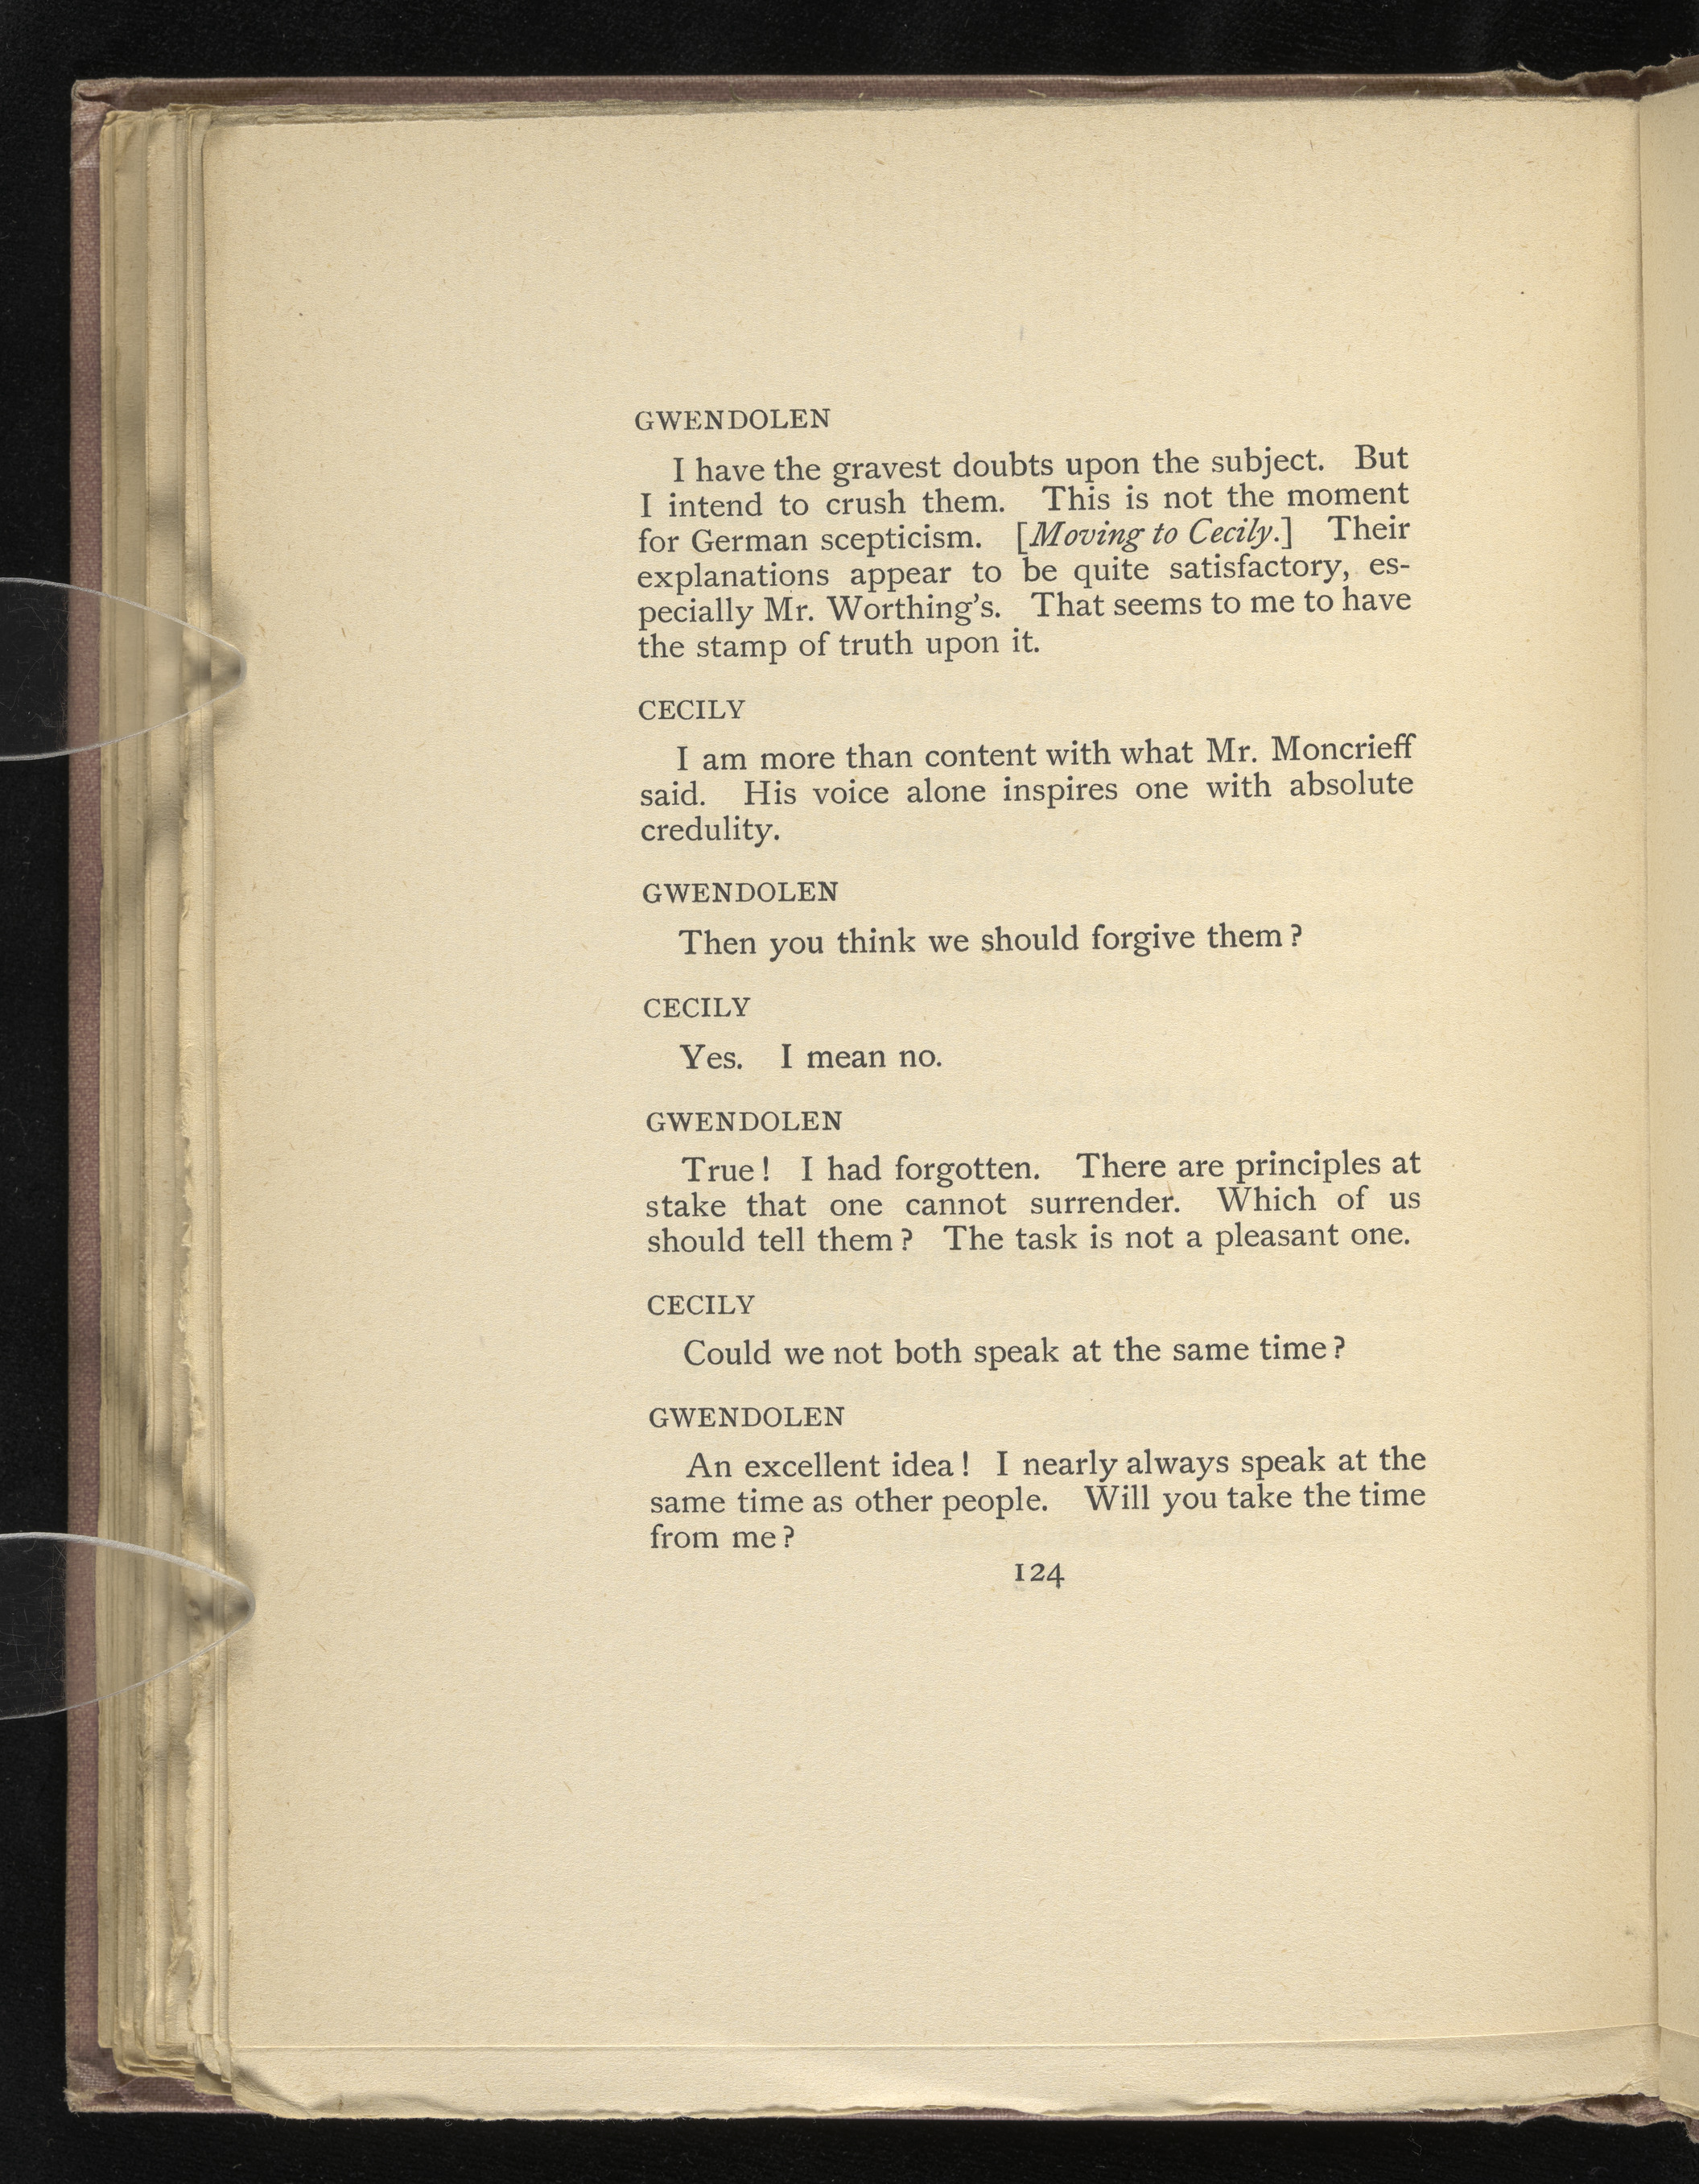 GWENDOLEN
I have the gravest doubts upon the subject. But
I intend to crush them. This is not the moment
for German scepticism. [Moving to Cecily.] Their
explanations appear to be quite satisfactory, es-
pecially Mr. Worthing's. That seems to me to have
the stamp of truth upon it.
CECILY
I am more than content with what Mr. Moncrieff
said. His voice alone inspires one with absolute
credulity.
GWENDOLEN
Then you think we should forgive them?
CECILY
Yes. I mean no.
GWENDOLEN
True! I had forgotten. There are principles at
stake that one cannot surrender. Which of us
should tell them? The task is not a pleasant one.
CECILY
Could we not both speak at the same time?
GWENDOLEN
An excellent idea! I nearly always speak at the
same time as other people. Will you take the time
from me?
124